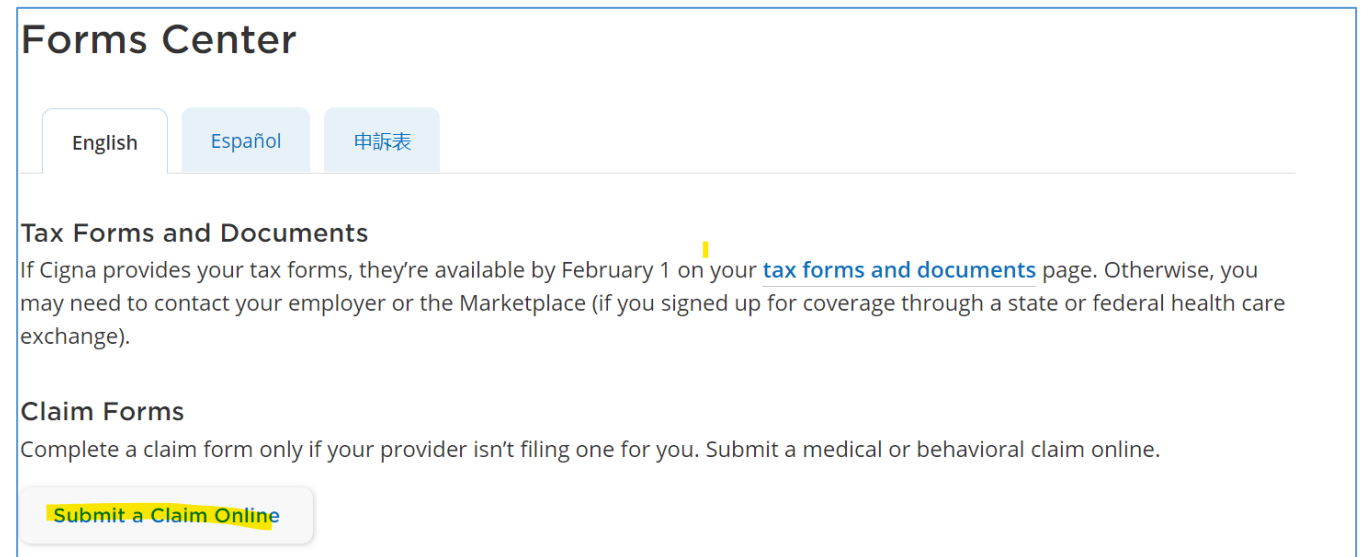 Forms Center
English Español 申訴表
Tax Forms and Documents
If Cigna provides your tax forms, they’re available by February 1 on your tax forms and documents page. Otherwise, you
may need to contact your employer or the Marketplace (if you signed up for coverage through a state or federal health care
exchange).
Claim Forms
Complete a claim form only if your provider isn’t filing one for you. Submit a medical or behavioral claim online.
Submit a Claim Online